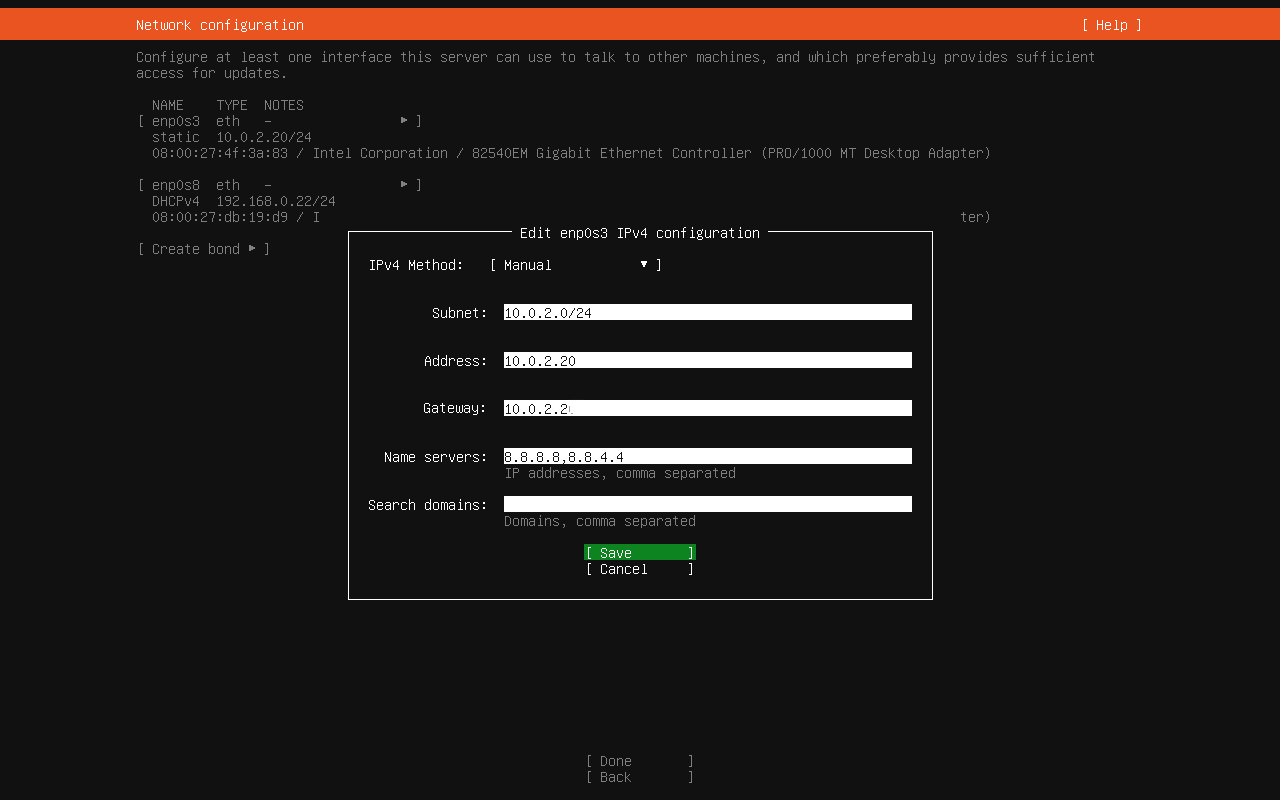 Network configuration [ Help ]
Configure at least one interface this server can use to talk to other machines, and which preferably provides sufficient
access for updates.
NAME TYPE NOTES
[ enp0s3 eth – ▸ ]
static 10.0.2.20/24
08:00:27:4f:3a:83 / Intel Corporation / 82540EM Gigabit Ethernet Controller (PRO/1000 MT Desktop Adapter)
[ enp0s8 eth – ▸ ]
DHCPv4 192.168.0.22/24
08:00:27:db:19:d9 / I ter)
[ Create bond ▸ ]
Edit enp0s3 IPv4 configuration
IPv4 Method: [ Manual ▾ ]
Subnet: 10.0.2.0/24
Address: 10.0.2.20
Gateway:
Name servers: 8.8.8.8,8.8.4.4
IP addresses, comma separated
Search domains:
Domains, comma separated
[ Save ]
[ Cancel ]
[ Done ]
[ Back ]